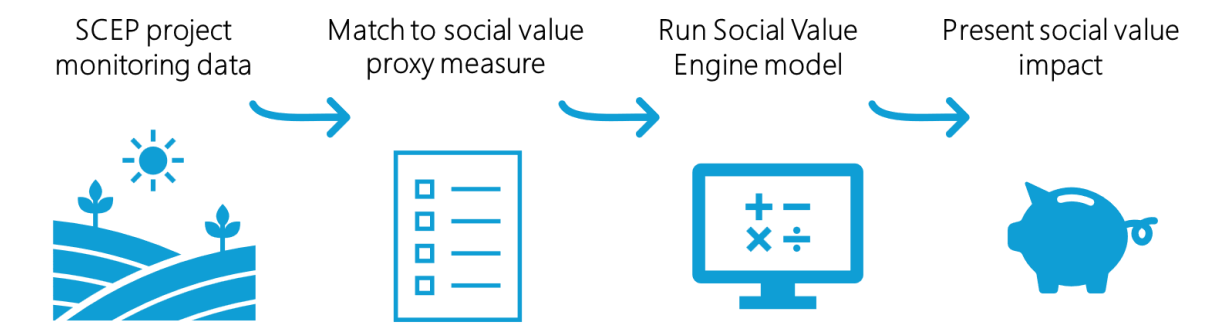 SCEP project
monitoring data
Match to social value
proxy measure
Run Social Value
Engine model
Present social value
impact